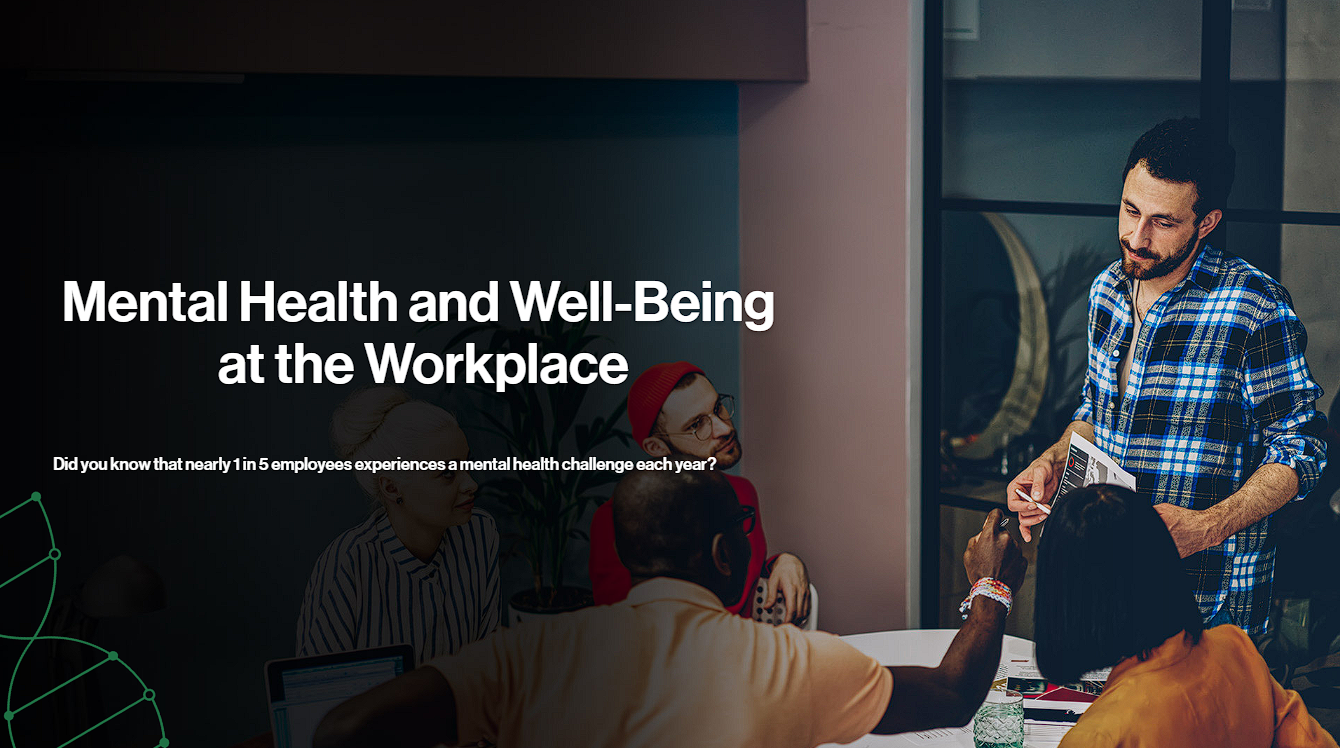 Mental Health and Well-Being
at the Workplace
Did you know that nearly 1 in 5 employees experiences a mental health challenge each year?